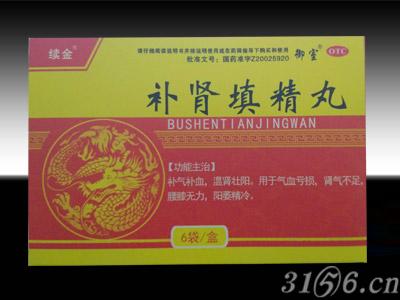 续金®
请仔细阅读说明书并按说明使用或在药师指导下购买和使用
批准文号：国药准字Z20025920
御室®
OTC
补肾填精丸
BUSHENTIANJINGWAN
【功能主治】
补气补血，温肾壮阳。用于气血亏损，肾气不足，
腰膝无力，阳萎精冷。
6袋/盒
3156.cn